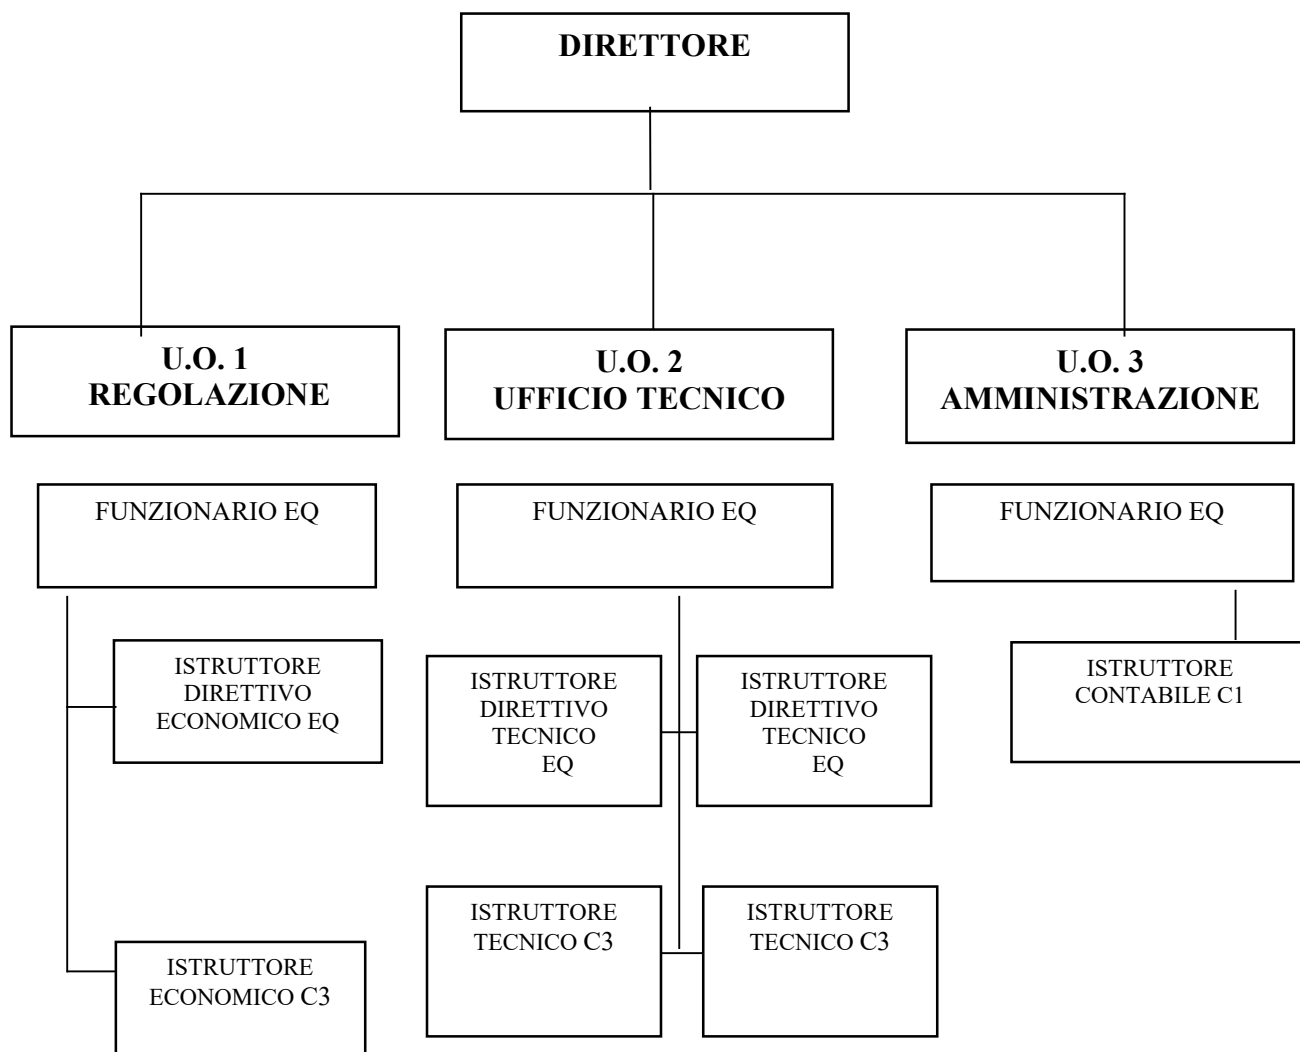 DIRETTORE
U.O. 1
REGOLAZIONE
U.O. 2
UFFICIO TECNICO
U.O. 3
AMMINISTRAZIONE
FUNZIONARIO EQ
FUNZIONARIO EQ
FUNZIONARIO EQ
ISTRUTTORE
DIRETTIVO
ECONOMICO EQ
ISTRUTTORE
DIRETTIVO
TECNICO
EQ
ISTRUTTORE
DIRETTIVO
TECNICO
EQ
ISTRUTTORE
CONTABILE C1
ISTRUTTORE
ECONOMICO C3
ISTRUTTORE
TECNICO C3
ISTRUTTORE
TECNICO C3